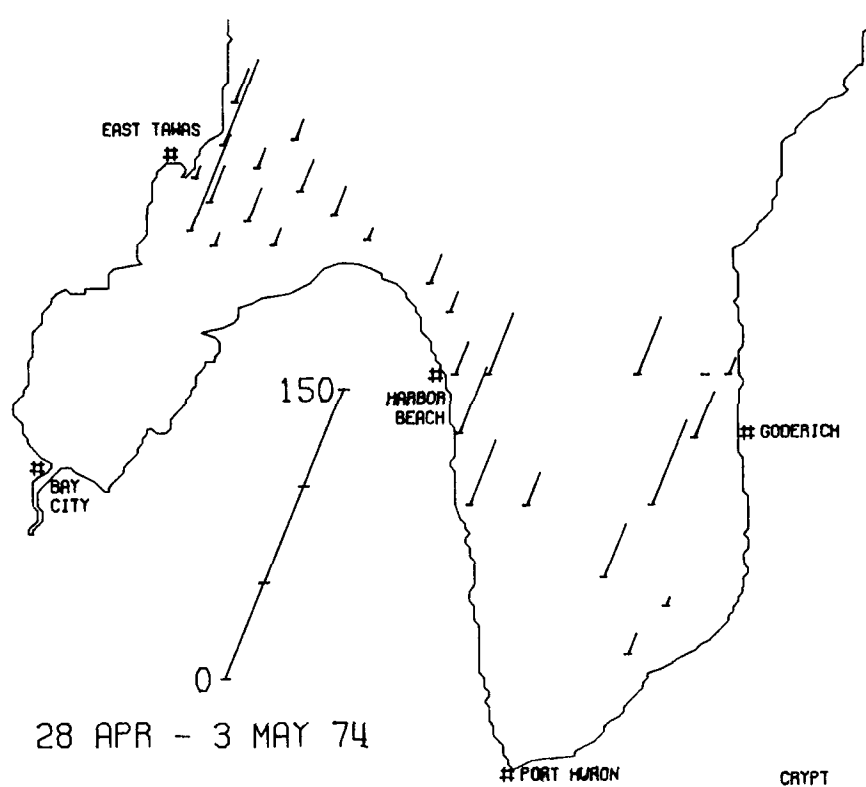 EAST TAWAS
150
HARBOR
BEACH
GODERICH
BAY
CITY
0
28 APR - 3 MAY 74
PORT HURON
CRYPT